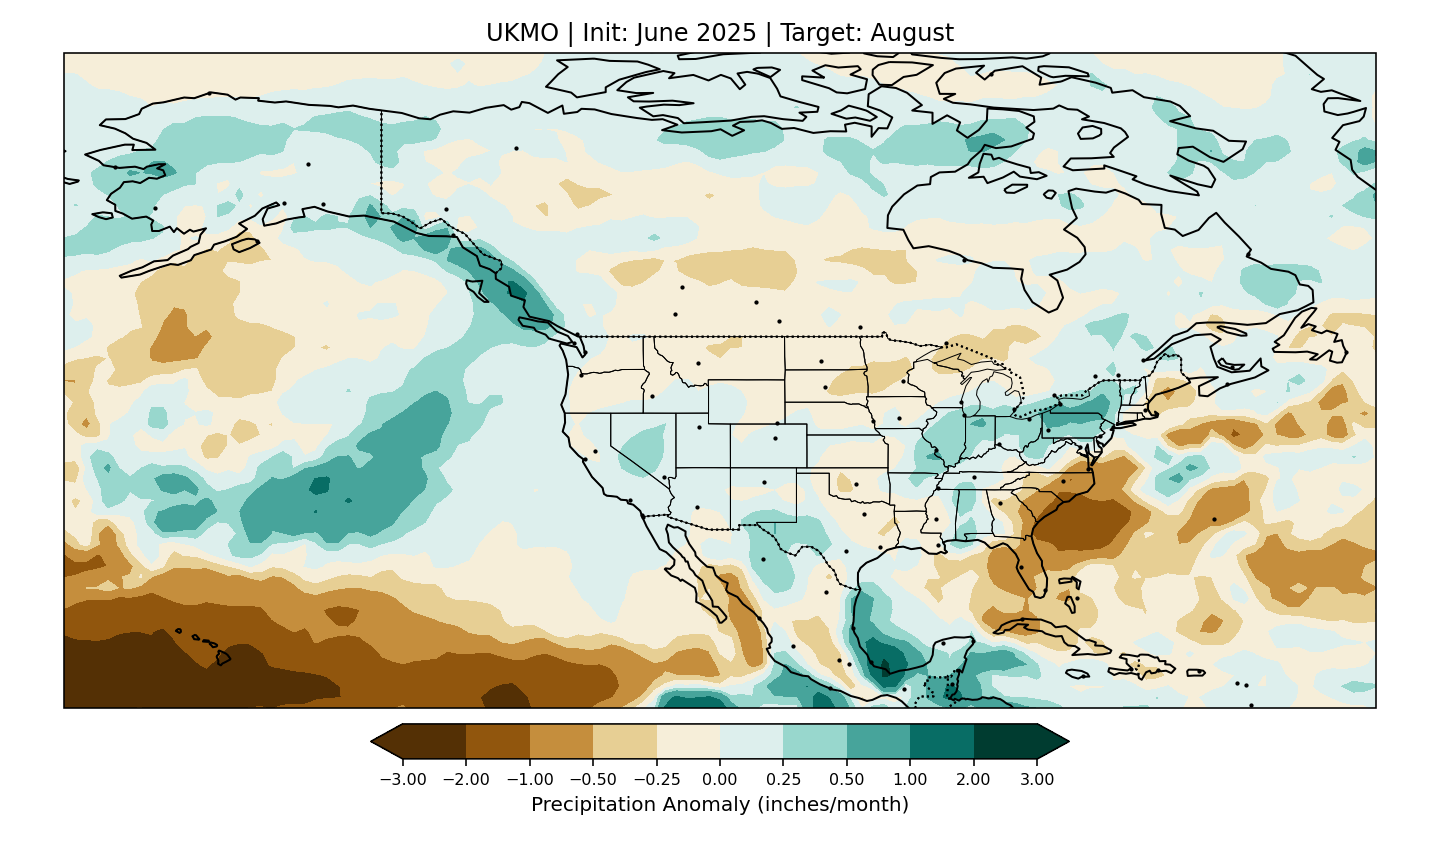 UKMO | Init: June 2025 | Target: August
−3.00 −2.00 −1.00 −0.50 −0.25 0.00 0.25 0.50 1.00 2.00 3.00
Precipitation Anomaly (inches/month)